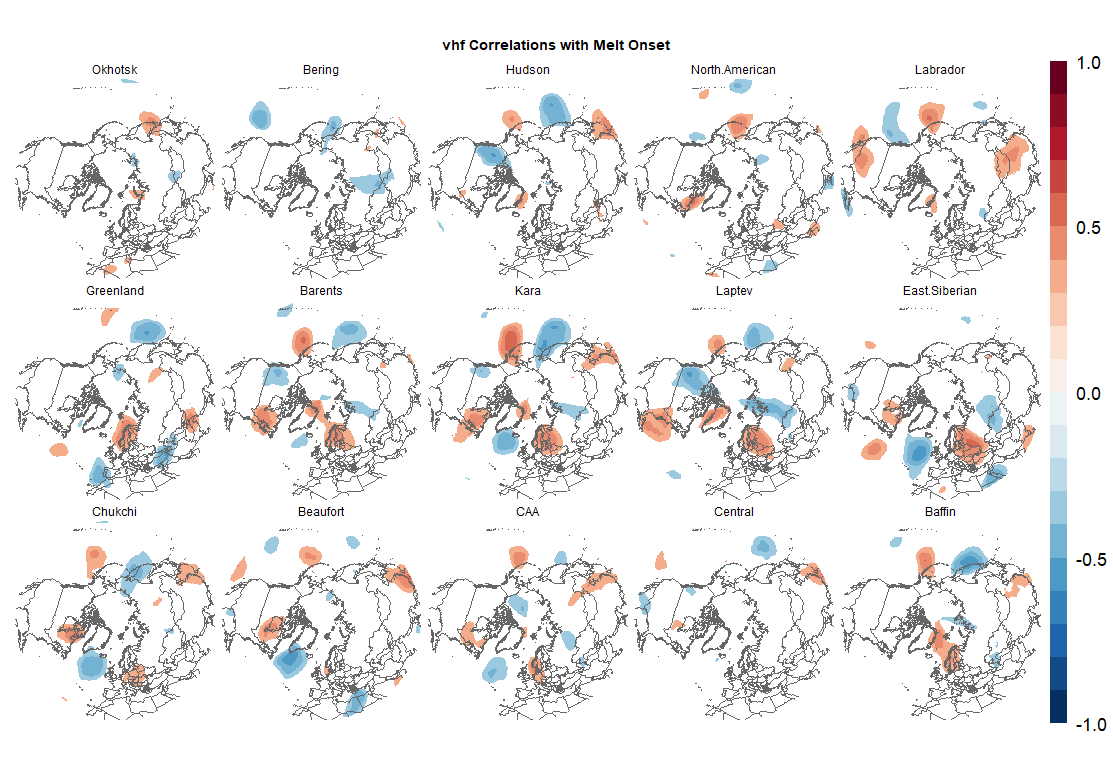 vhf Correlations with Melt Onset
Okhotsk Bering Hudson North.American Labrador
Greenland Barents Kara Laptev East.Siberian
Chukchi Beaufort CAA Central Baffin
1.0
0.5
0.0
-0.5
-1.0